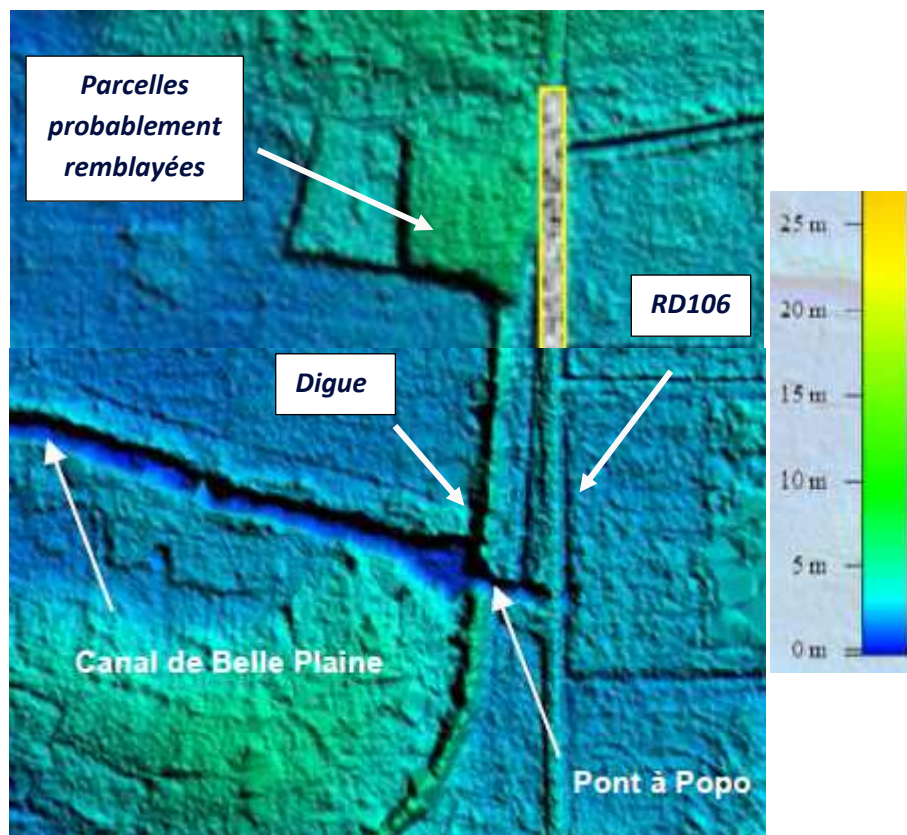 Parcelles
probablement
remblayées
RD106
Digue
Canal de Belle Plaine
Pont à Popo
25 m
20 m
15 m
10 m
5 m
0 m